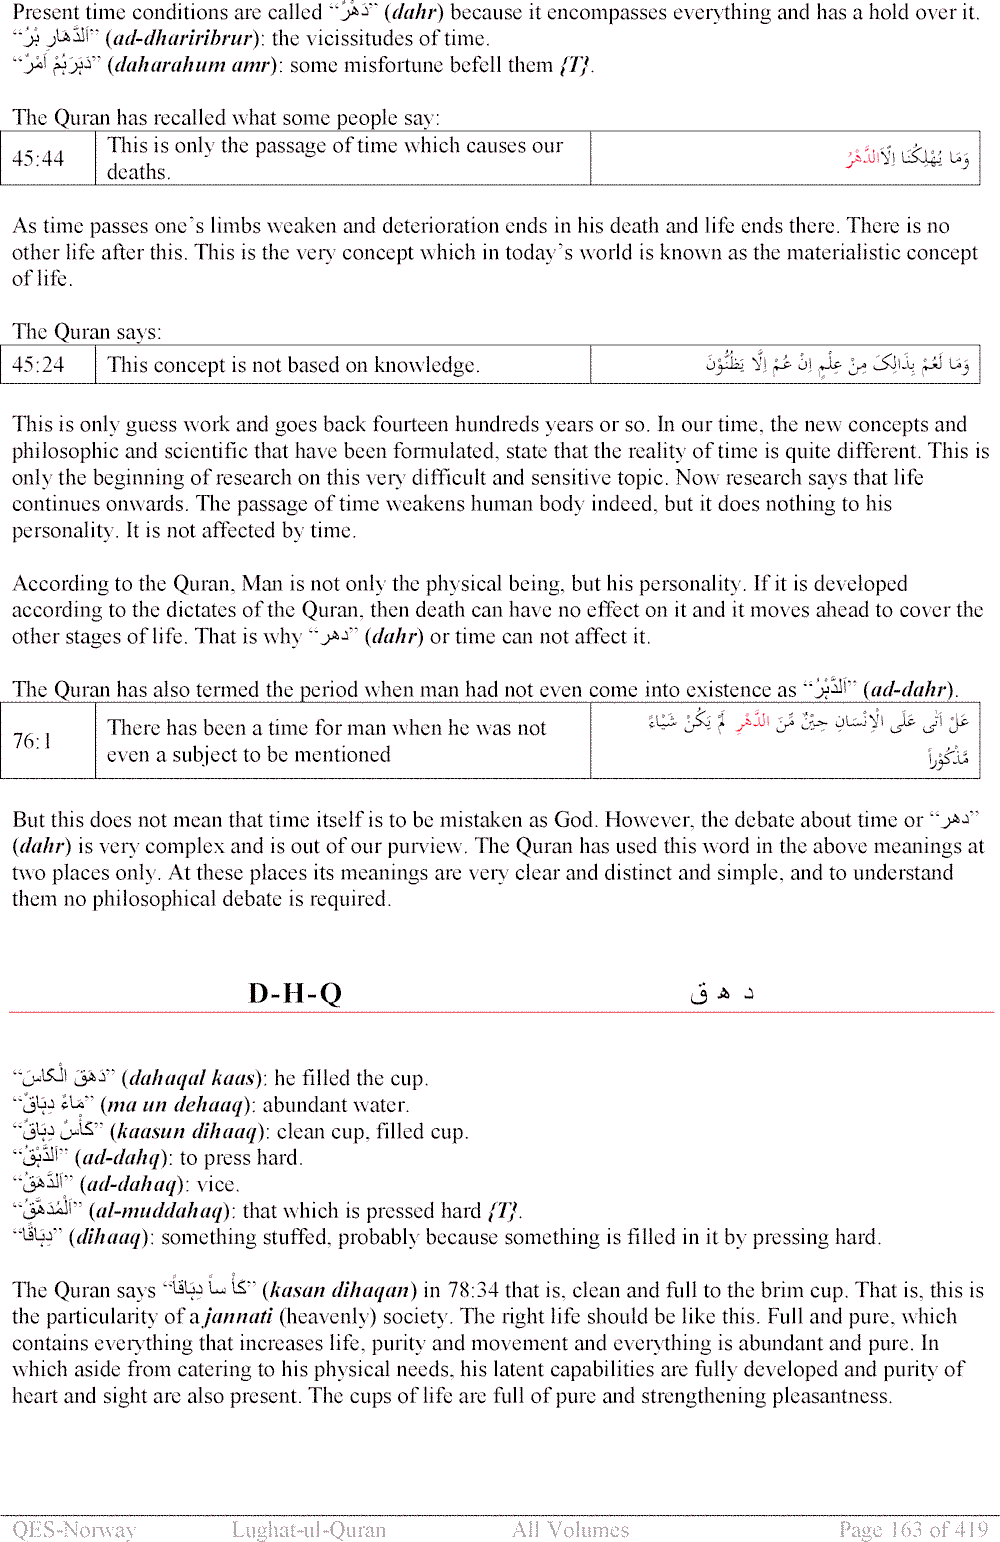 Present time conditions are called “دَهْرٌ” (dahr) because it encompasses everything and has a hold over it.
“اَلدَّهَارِ يْرُ” (ad-dhariribrur): the vicissitudes of time.
“دَہَرَہُمْ اَمْرٌ” (daharahum amr): some misfortune befell them {T}.
The Quran has recalled what some people say:
45:44 This is only the passage of time which causes our وَمَا يُهْلِكُنَا اِلَّاالدَّهْرُ
deaths.
As time passes one’s limbs weaken and deterioration ends in his death and life ends there. There is no
other life after this. This is the very concept which in today’s world is known as the materialistic concept
of life.
The Quran says:
45:24 This concept is not based on knowledge. وَمَا لَعُمْ بِذَالِکَ مِنْ عِلْمٍ اِنْ عُمْ اِلَّا يَظُنُّوْنَ
This is only guess work and goes back fourteen hundreds years or so. In our time, the new concepts and
philosophic and scientific that have been formulated, state that the reality of time is quite different. This is
only the beginning of research on this very difficult and sensitive topic. Now research says that life
continues onwards. The passage of time weakens human body indeed, but it does nothing to his
personality. It is not affected by time.
According to the Quran, Man is not only the physical being, but his personality. If it is developed
according to the dictates of the Quran, then death can have no effect on it and it moves ahead to cover the
other stages of life. That is why “دهر” (dahr) or time can not affect it.
The Quran has also termed the period when man had not even come into existence as “اَلدَّہْرُ” (ad-dahr).
76:1 There has been a time for man when he was not عَلْ اَتٰى عَلَى الْاِنْسَانِ حِيْنٌ مِّنَ الدَّهْرِ لَمْ يَكُنْ شَيْاءً
even a subject to be mentioned مَّذْكُوْراً
But this does not mean that time itself is to be mistaken as God. However, the debate about time or “دهر”
(dahr) is very complex and is out of our purview. The Quran has used this word in the above meanings at
two places only. At these places its meanings are very clear and distinct and simple, and to understand
them no philosophical debate is required.
D-H-Q د ه ق
“دَهَقَ الْكَاسَ” (dahaqal kaas): he filled the cup.
“مَاءٌ دِہَاقٌ” (ma un dehaaq): abundant water.
“كَأْسٌ دِہَاقٌ” (kaasun dihaaq): clean cup, filled cup.
“اَلدَّہْقُ” (ad-dahq): to press hard.
“اَلدَّهَقُ” (ad-dahaq): vice.
“اَلْمُدَهَّقُ” (al-muddahaq): that which is pressed hard {T}.
“دِہَاقًا” (dihaaq): something stuffed, probably because something is filled in it by pressing hard.
The Quran says “كَأْ ساً دِہَاقاً” (kasan dihaqan) in 78:34 that is, clean and full to the brim cup. That is, this is
the particularity of a jannati (heavenly) society. The right life should be like this. Full and pure, which
contains everything that increases life, purity and movement and everything is abundant and pure. In
which aside from catering to his physical needs, his latent capabilities are fully developed and purity of
heart and sight are also present. The cups of life are full of pure and strengthening pleasantness.
QES-Norway Lughat-ul-Quran All Volumes Page 163 of 419